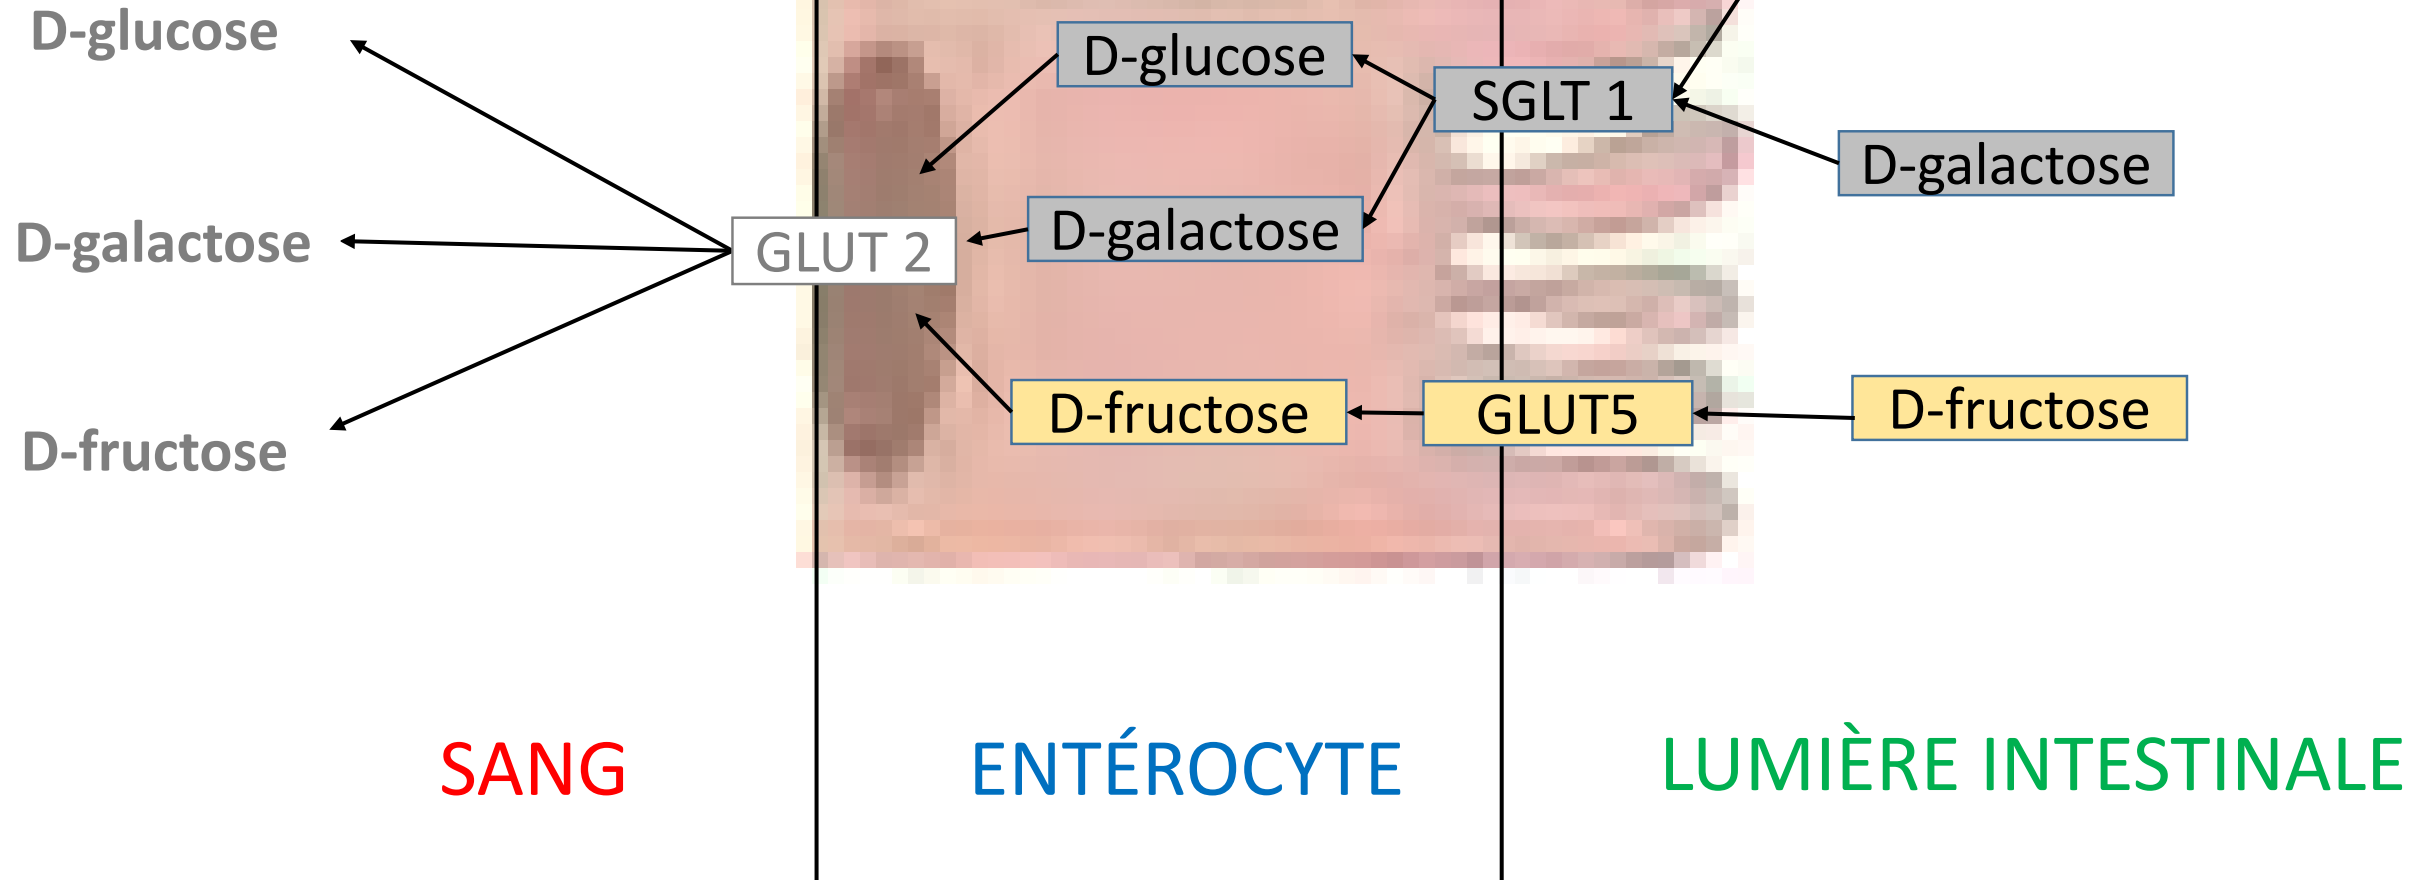 D-glucose
D-glucose
SGLT 1
D-galactose
D-galactose
D-galactose
GLUT 2
D-fructose
GLUT5
D-fructose
D-fructose
SANG
ENTÉROCYTE
LUMIÈRE INTESTINALE